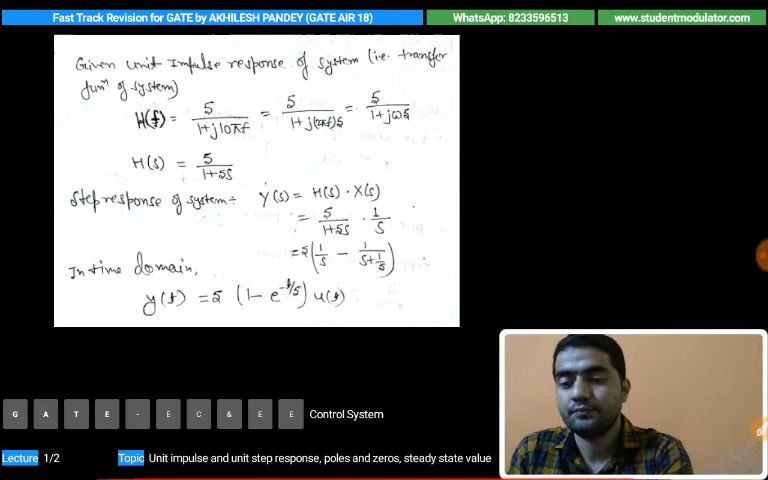 Fast Track Revision for GATE by AKHILESH PANDEY (GATE AIR 18)
WhatsApp: 8233596513
www.studentmodulator.com
Given unit Impulse response of system (i.e. transfer
funⁿ of system)
H(f) = 5/(1+j10πf) = 5/(1+j(2πf)5) = 5/(1+jω5)
H(s) = 5/(1+5s)
Step response of system ÷ Y(s) = H(s) · X(s)
= 5/(1+5s) · 1/s
= 5(1/s − 1/(s+1/5))
In time domain,
y(t) = 5 (1 − e^(-t/5)) u(t)
G A T E - E C & E E Control System
Lecture 1/2 Topic Unit impulse and unit step response, poles and zeros, steady state value